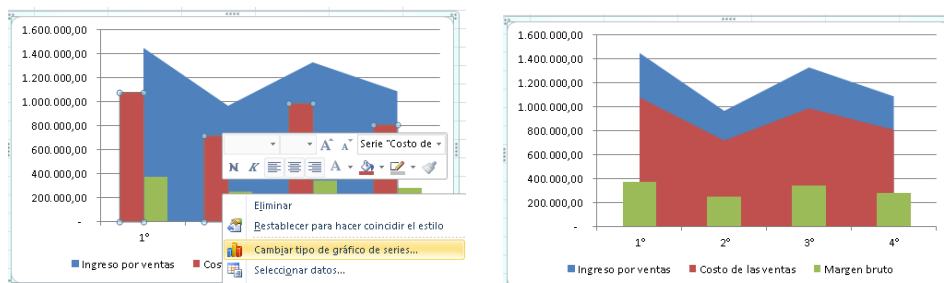 1.600.000,00
1.400.000,00
1.200.000,00
1.000.000,00
800.000,00
600.000,00
400.000,00
200.000,00
-
1°
Ingreso por ventas
Cos
A A Serie "Costo de
N K A
Eliminar
Restablecer para hacer coincidir el estilo
Cambiar tipo de gráfico de series...
Seleccionar datos...
1.600.000,00
1.400.000,00
1.200.000,00
1.000.000,00
800.000,00
600.000,00
400.000,00
200.000,00
-
1° 2° 3° 4°
Ingreso por ventas Costo de las ventas Margen bruto